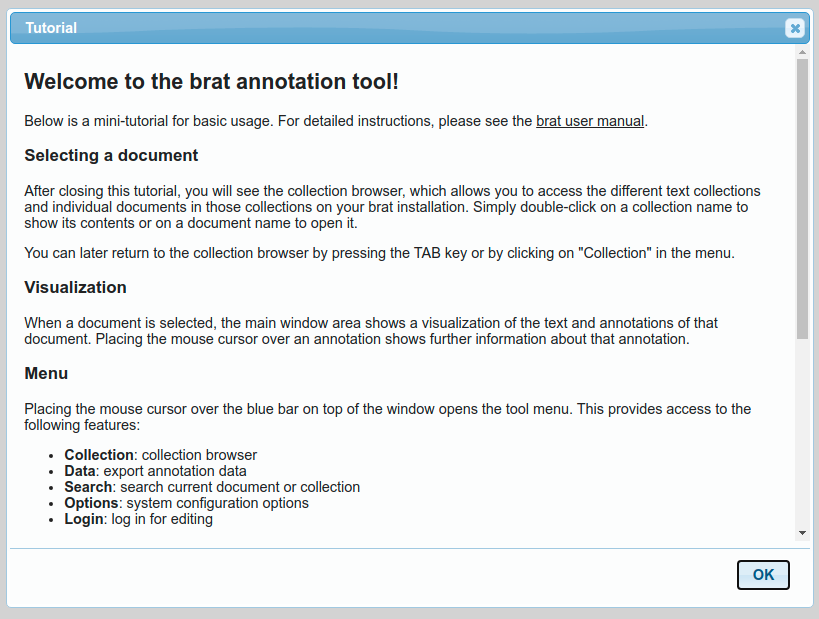 Tutorial
Welcome to the brat annotation tool!
Below is a mini-tutorial for basic usage. For detailed instructions, please see the brat user manual.
Selecting a document
After closing this tutorial, you will see the collection browser, which allows you to access the different text collections
and individual documents in those collections on your brat installation. Simply double-click on a collection name to
show its contents or on a document name to open it.
You can later return to the collection browser by pressing the TAB key or by clicking on "Collection" in the menu.
Visualization
When a document is selected, the main window area shows a visualization of the text and annotations of that
document. Placing the mouse cursor over an annotation shows further information about that annotation.
Menu
Placing the mouse cursor over the blue bar on top of the window opens the tool menu. This provides access to the
following features:
• Collection: collection browser
• Data: export annotation data
• Search: search current document or collection
• Options: system configuration options
• Login: log in for editing
OK